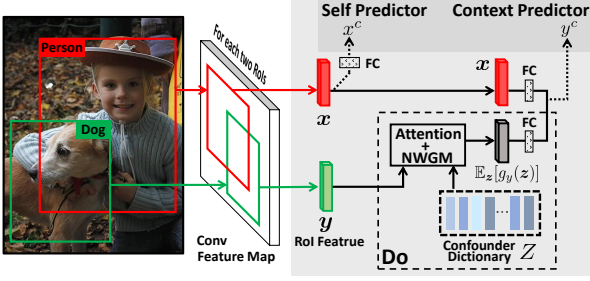 Self Predictor
Context Predictor
x^c
y^c
For each two RoIs
Person
FC
x
x
Dog
FC
Attention
+
NWGM
𝔼_z[g_y(z)]
y
RoI Featrue
Conv
Feature Map
Do
Confounder
Dictionary Z
...